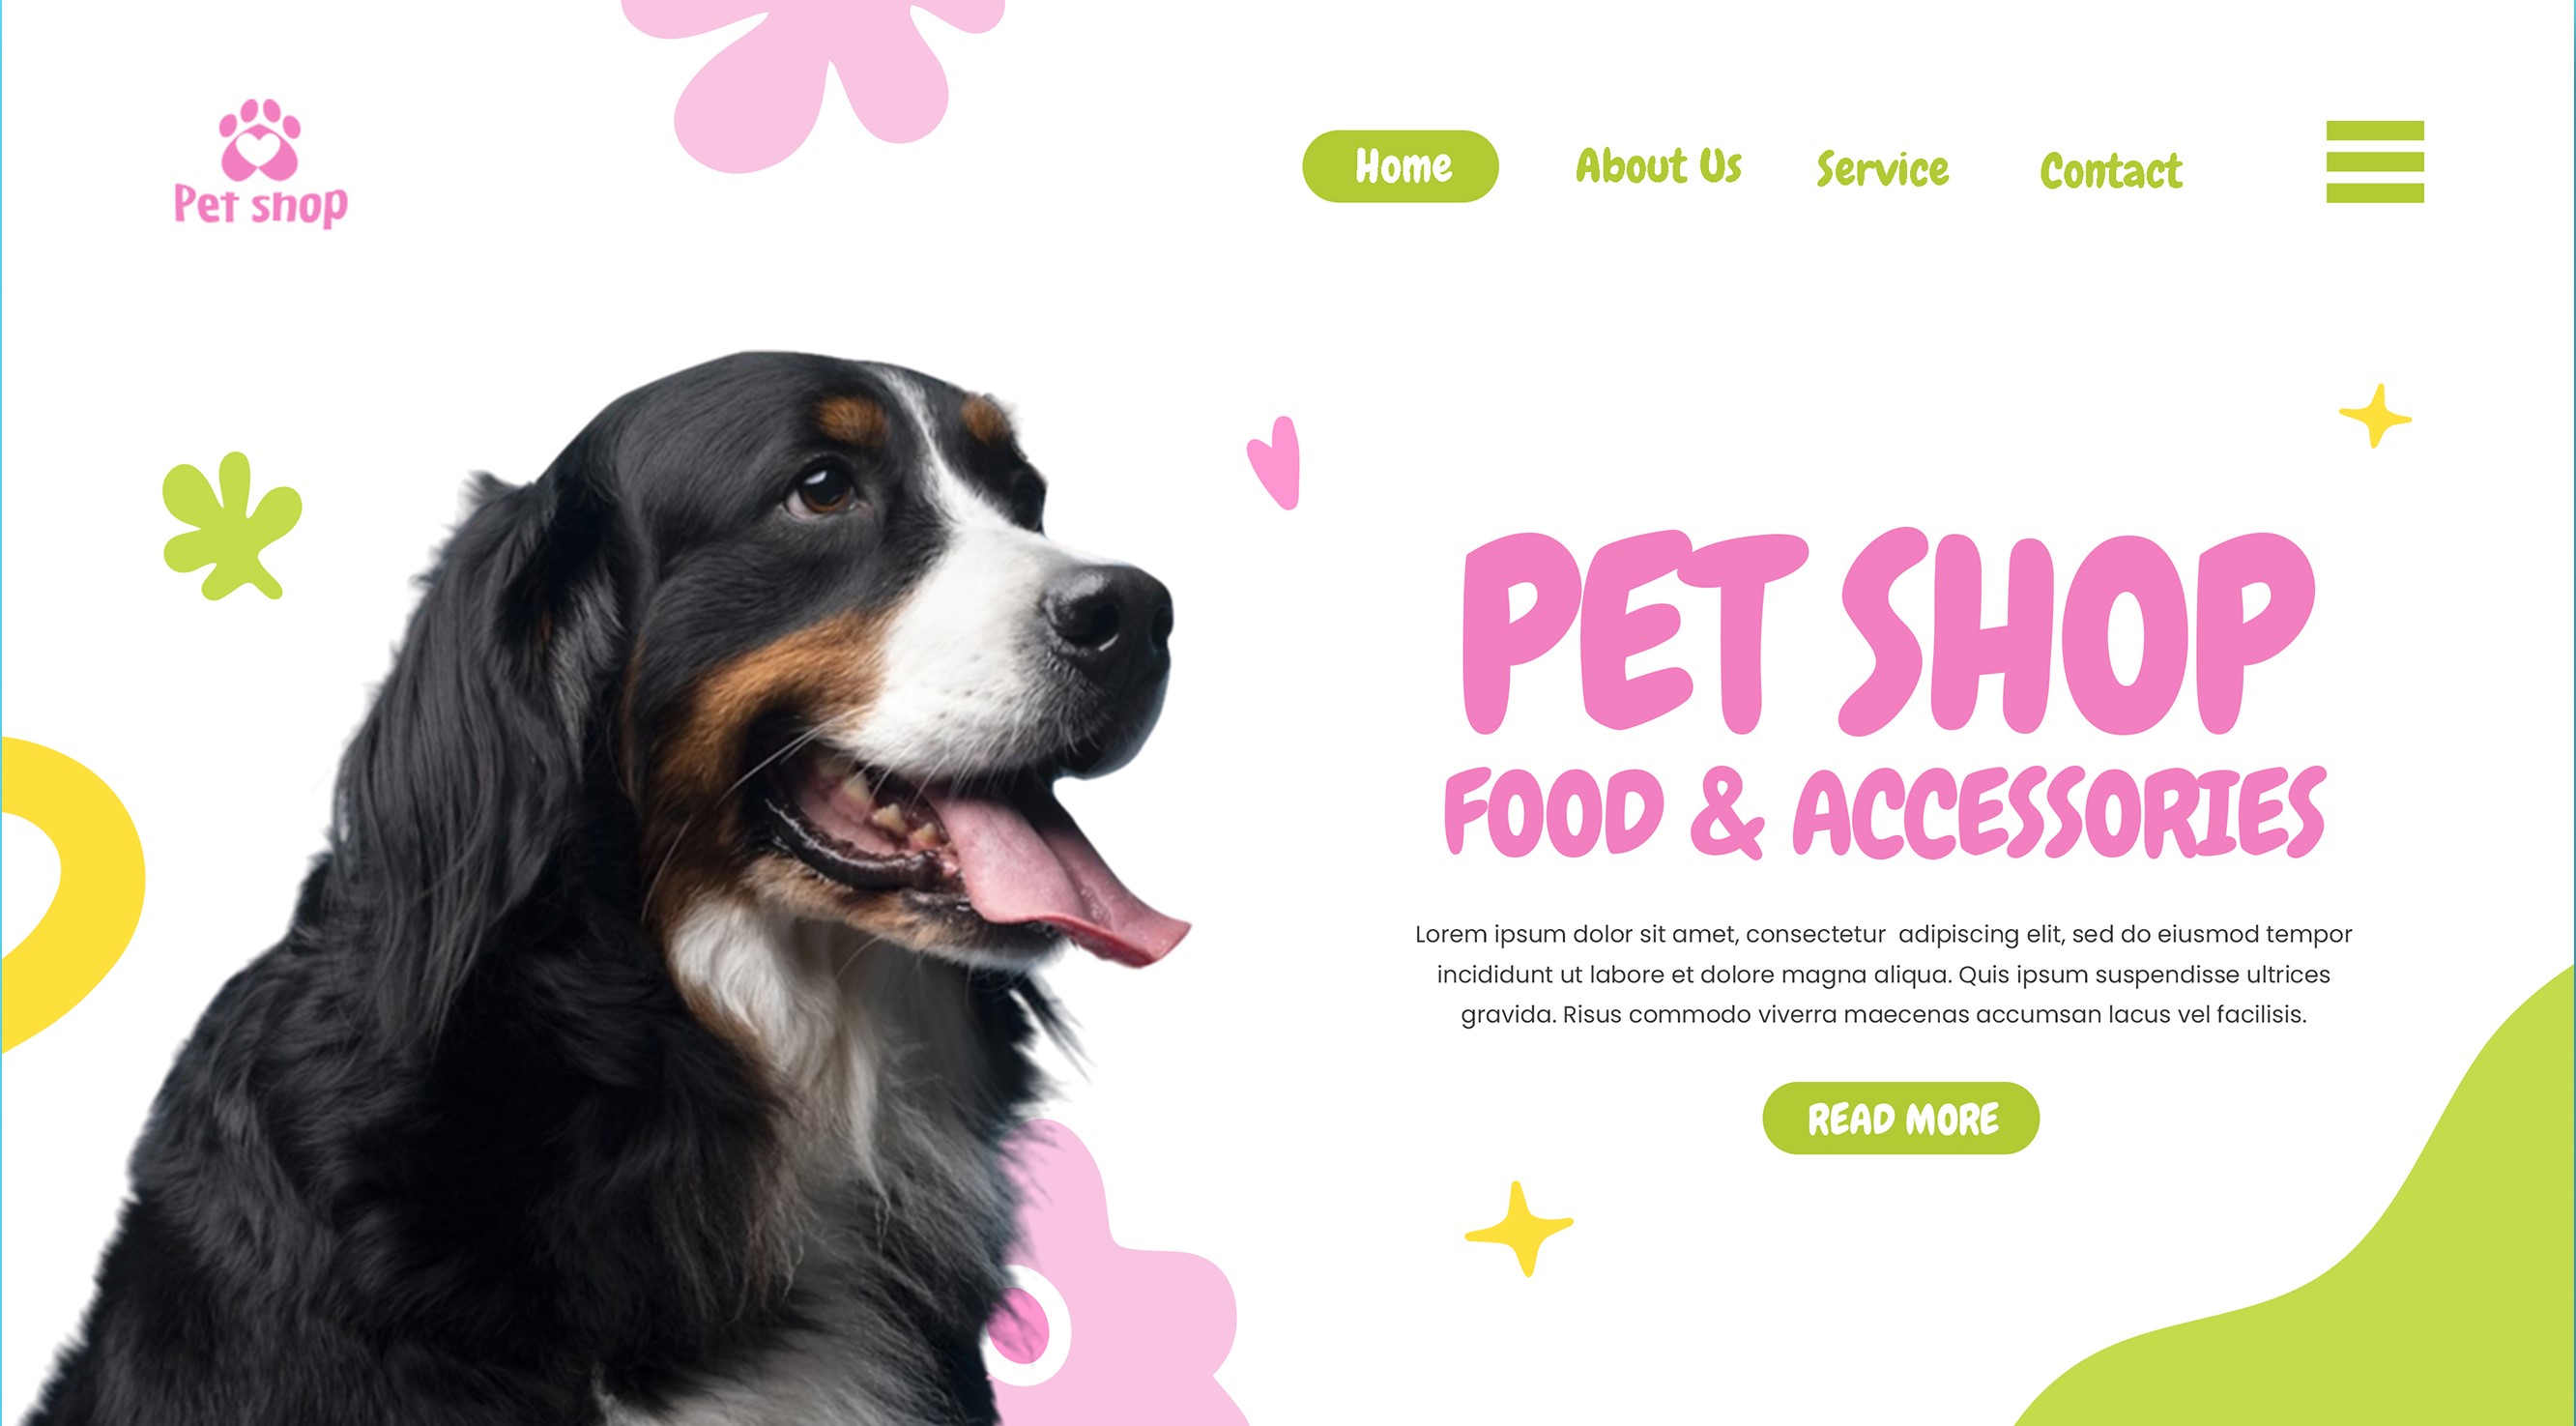 Pet shop
Home About Us Service Contact
PET SHOP
FOOD & ACCESSORIES
Lorem ipsum dolor sit amet, consectetur  adipiscing elit, sed do eiusmod tempor
incididunt ut labore et dolore magna aliqua. Quis ipsum suspendisse ultrices
gravida. Risus commodo viverra maecenas accumsan lacus vel facilisis.
READ MORE